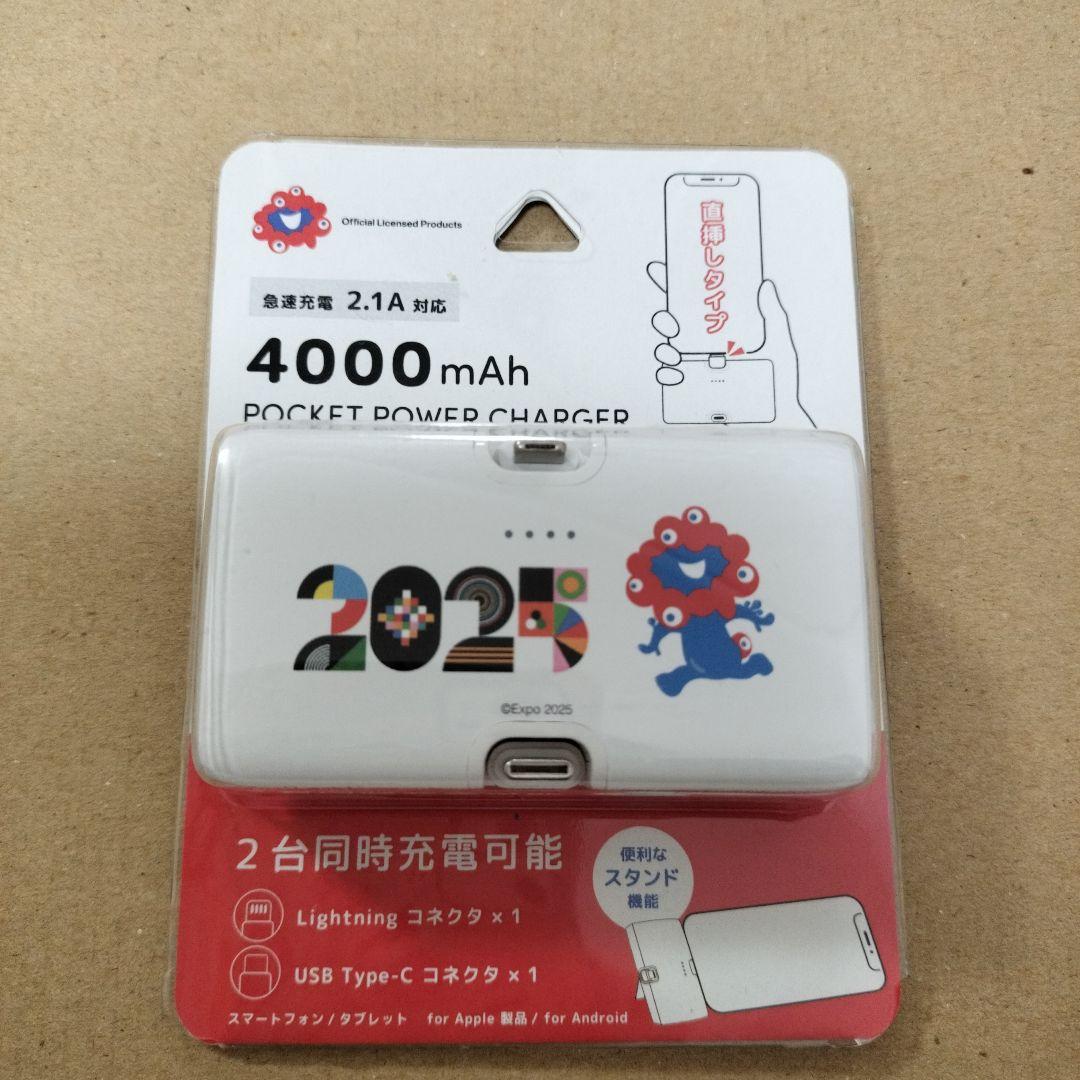 Official Licensed Products
急速充電 2.1A 対応
4000mAh
POCKET POWER CHARGER
直挿しタイプ
2025
©Expo 2025
2台同時充電可能
便利な
スタンド
機能
Lightning コネクタ × 1
USB Type-C コネクタ × 1
スマートフォン / タブレット for Apple 製品 / for Android